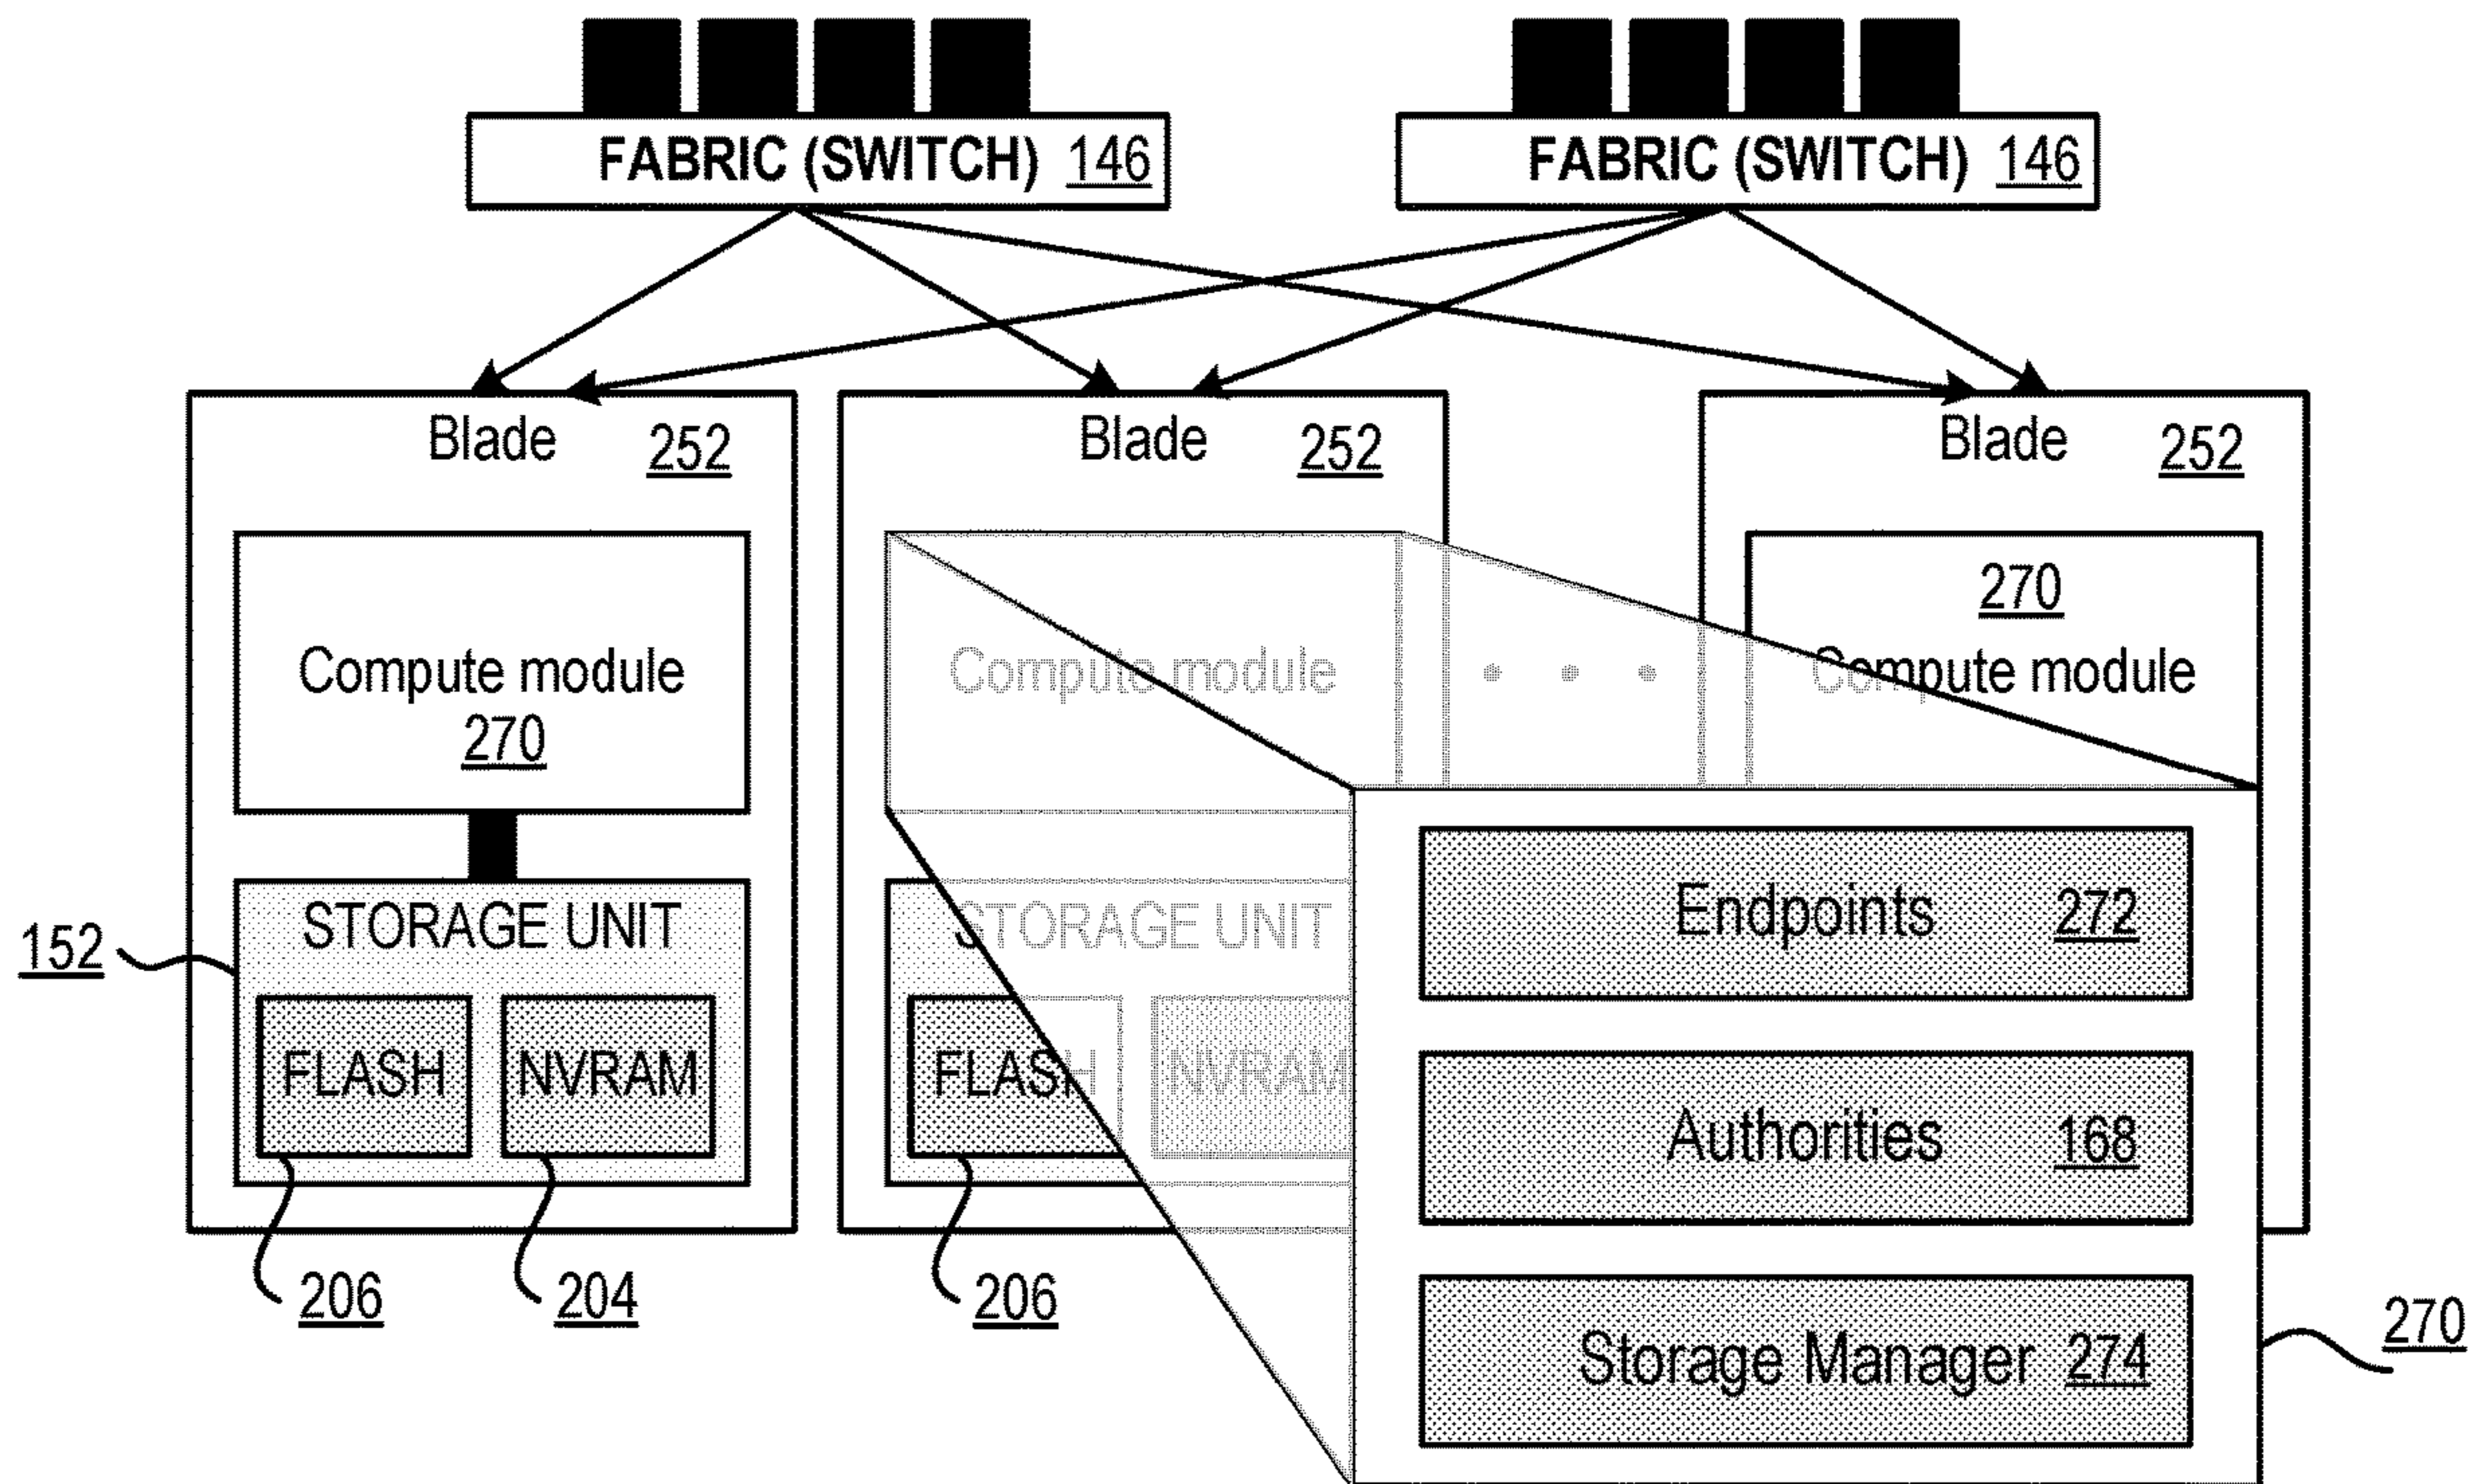 FABRIC (SWITCH) 146
FABRIC (SWITCH) 146
Blade 252
Blade 252
Blade 252
Compute module
270
Compute module
270
Compute module
STORAGE UNIT
152
FLASH
NVRAM
206
204
STORAGE UNIT
FLASH
NVRAM
206
Endpoints 272
Authorities 168
Storage Manager 274
270